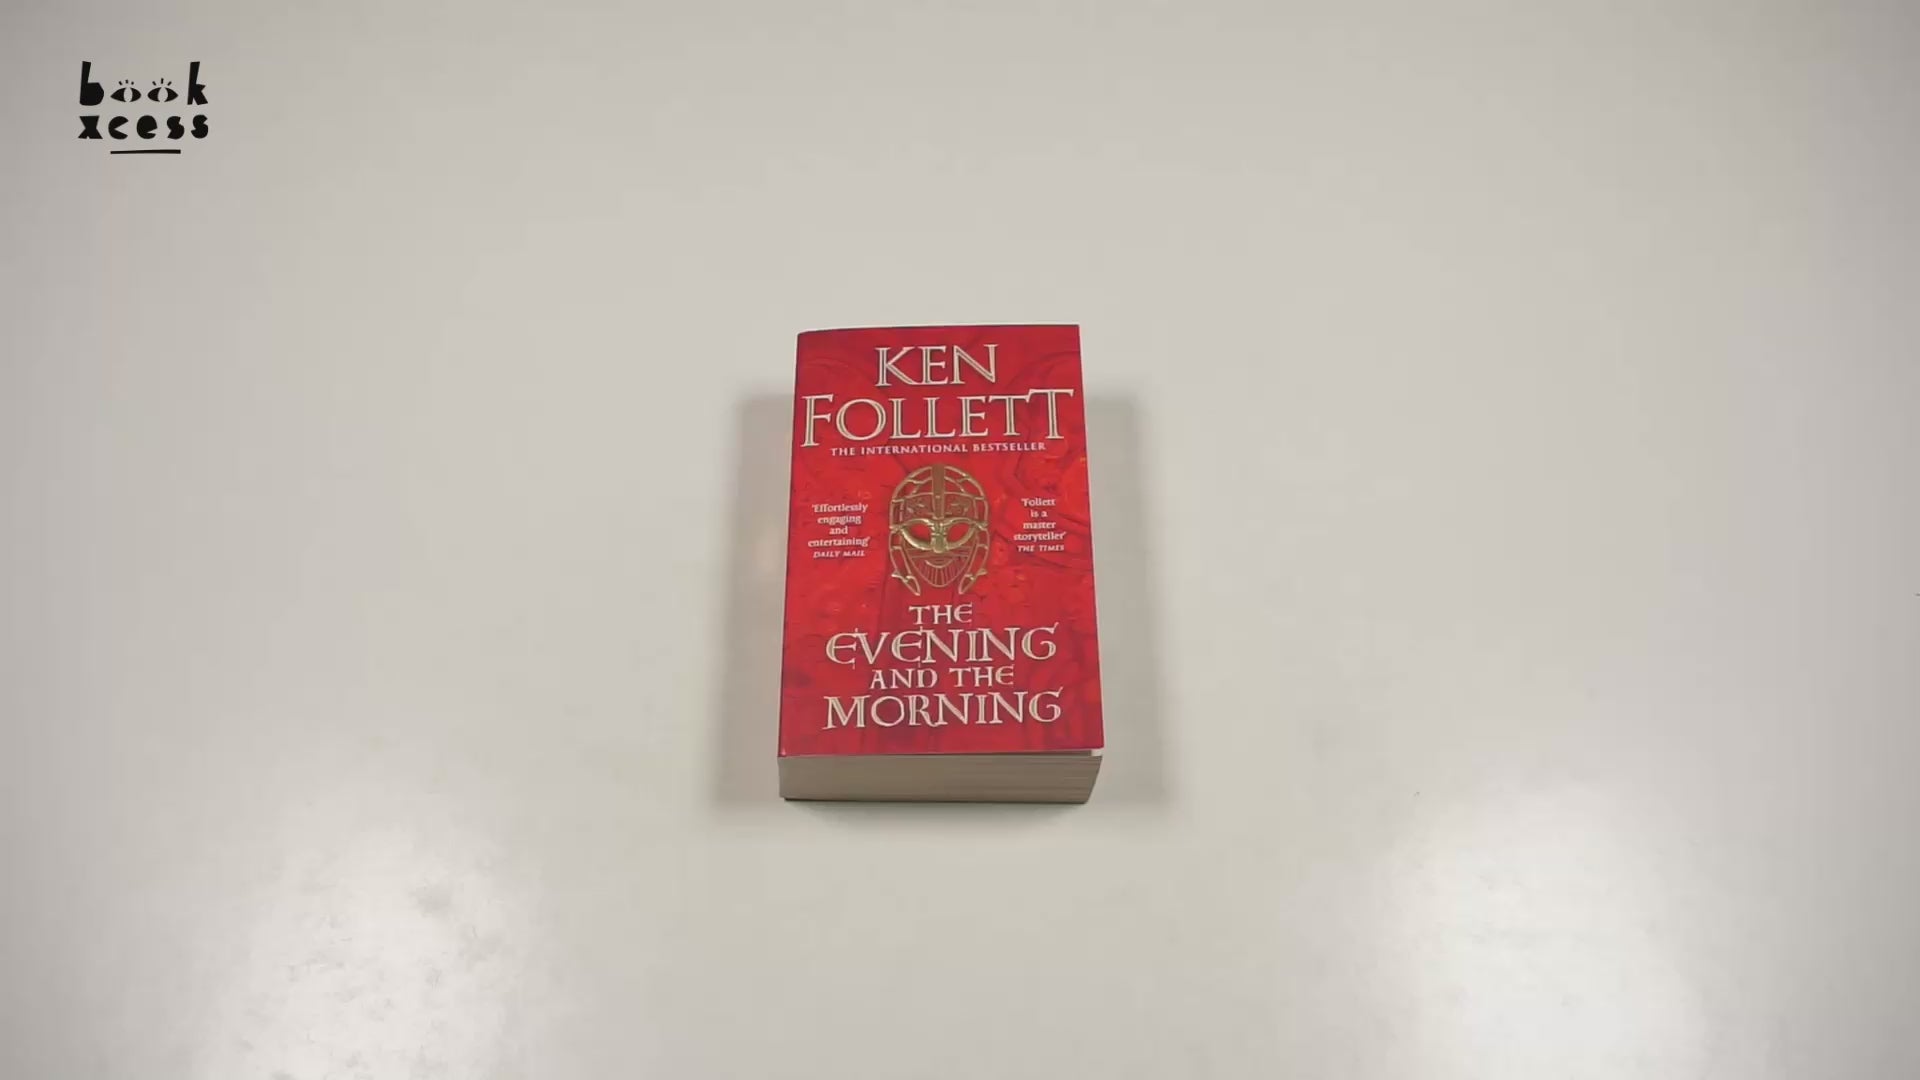 book
xcess
KEN
FOLLETT
THE INTERNATIONAL BESTSELLER
'Effortlessly
engaging
and
entertaining'
DAILY MAIL
'Follett
is a
master
storyteller'
THE TIMES
THE
EVENING
AND THE
MORNING